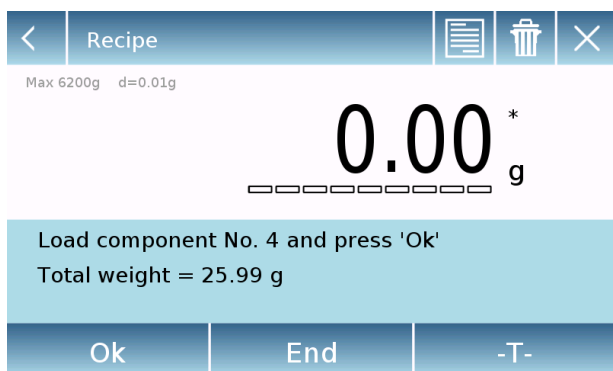 Recipe
Max 6200g d=0.01g
0.00 *
g
Load component No. 4 and press 'Ok'
Total weight = 25.99 g
Ok End -T-